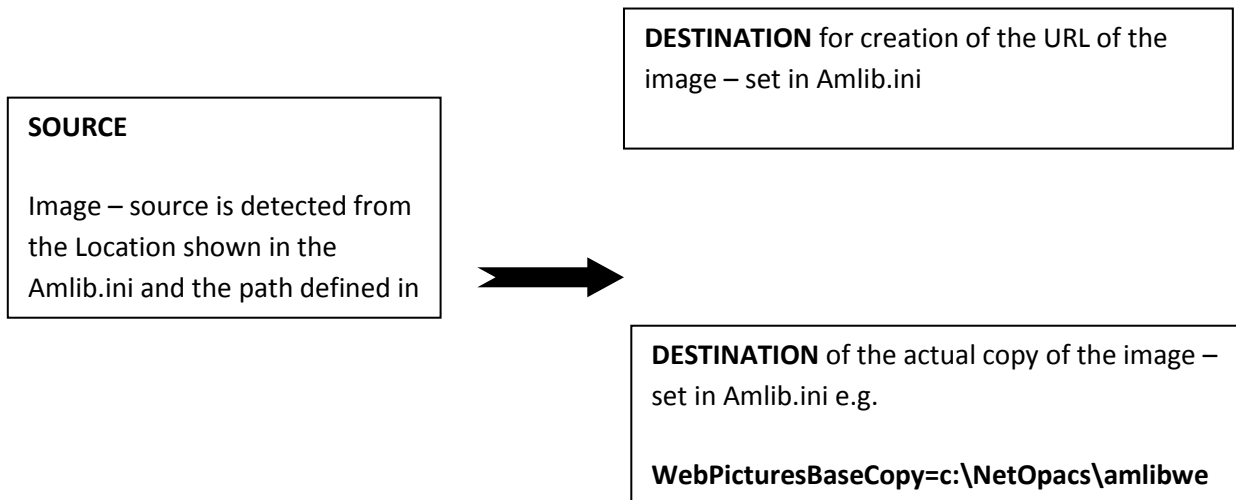 SOURCE
Image – source is detected from
the Location shown in the
Amlib.ini and the path defined in
DESTINATION for creation of the URL of the
image – set in Amlib.ini
DESTINATION of the actual copy of the image –
set in Amlib.ini e.g.
WebPicturesBaseCopy=c:\NetOpacs\amlibwe